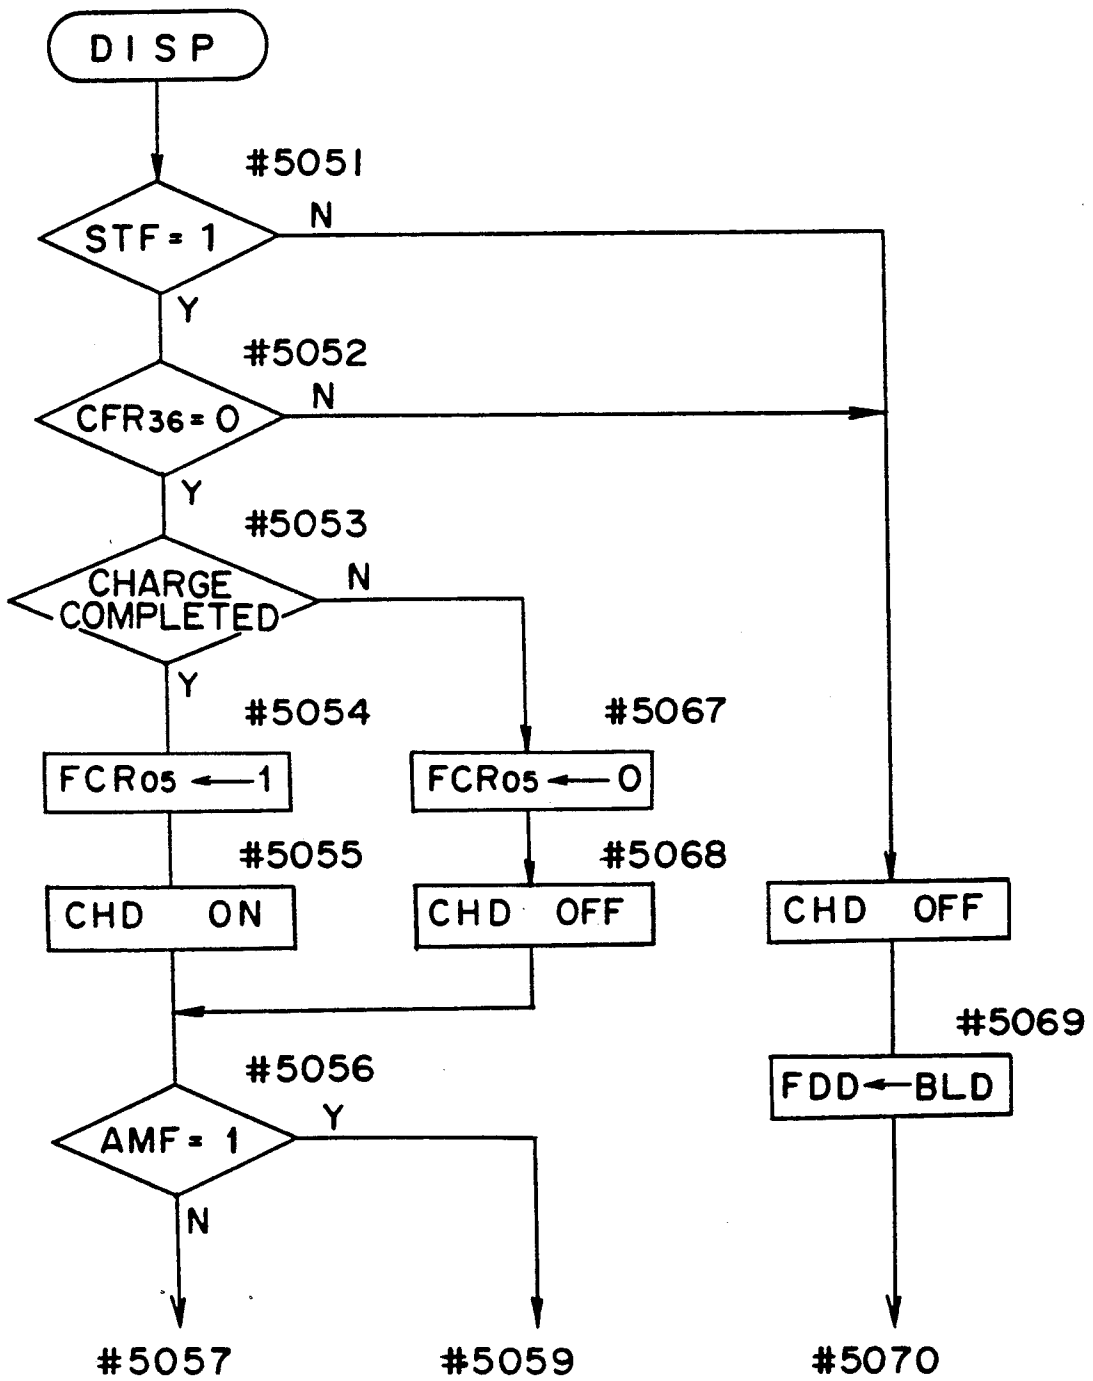 DISP
#5051
STF = 1
N
Y
#5052
CFR36 = 0
N
Y
#5053
CHARGE
COMPLETED
N
Y
#5054
FCR05 ← 1
#5067
FCR05 ← 0
#5055
CHD ON
#5068
CHD OFF
CHD OFF
#5069
FDD ← BLD
#5056
AMF = 1
Y
N
#5057
#5059
#5070